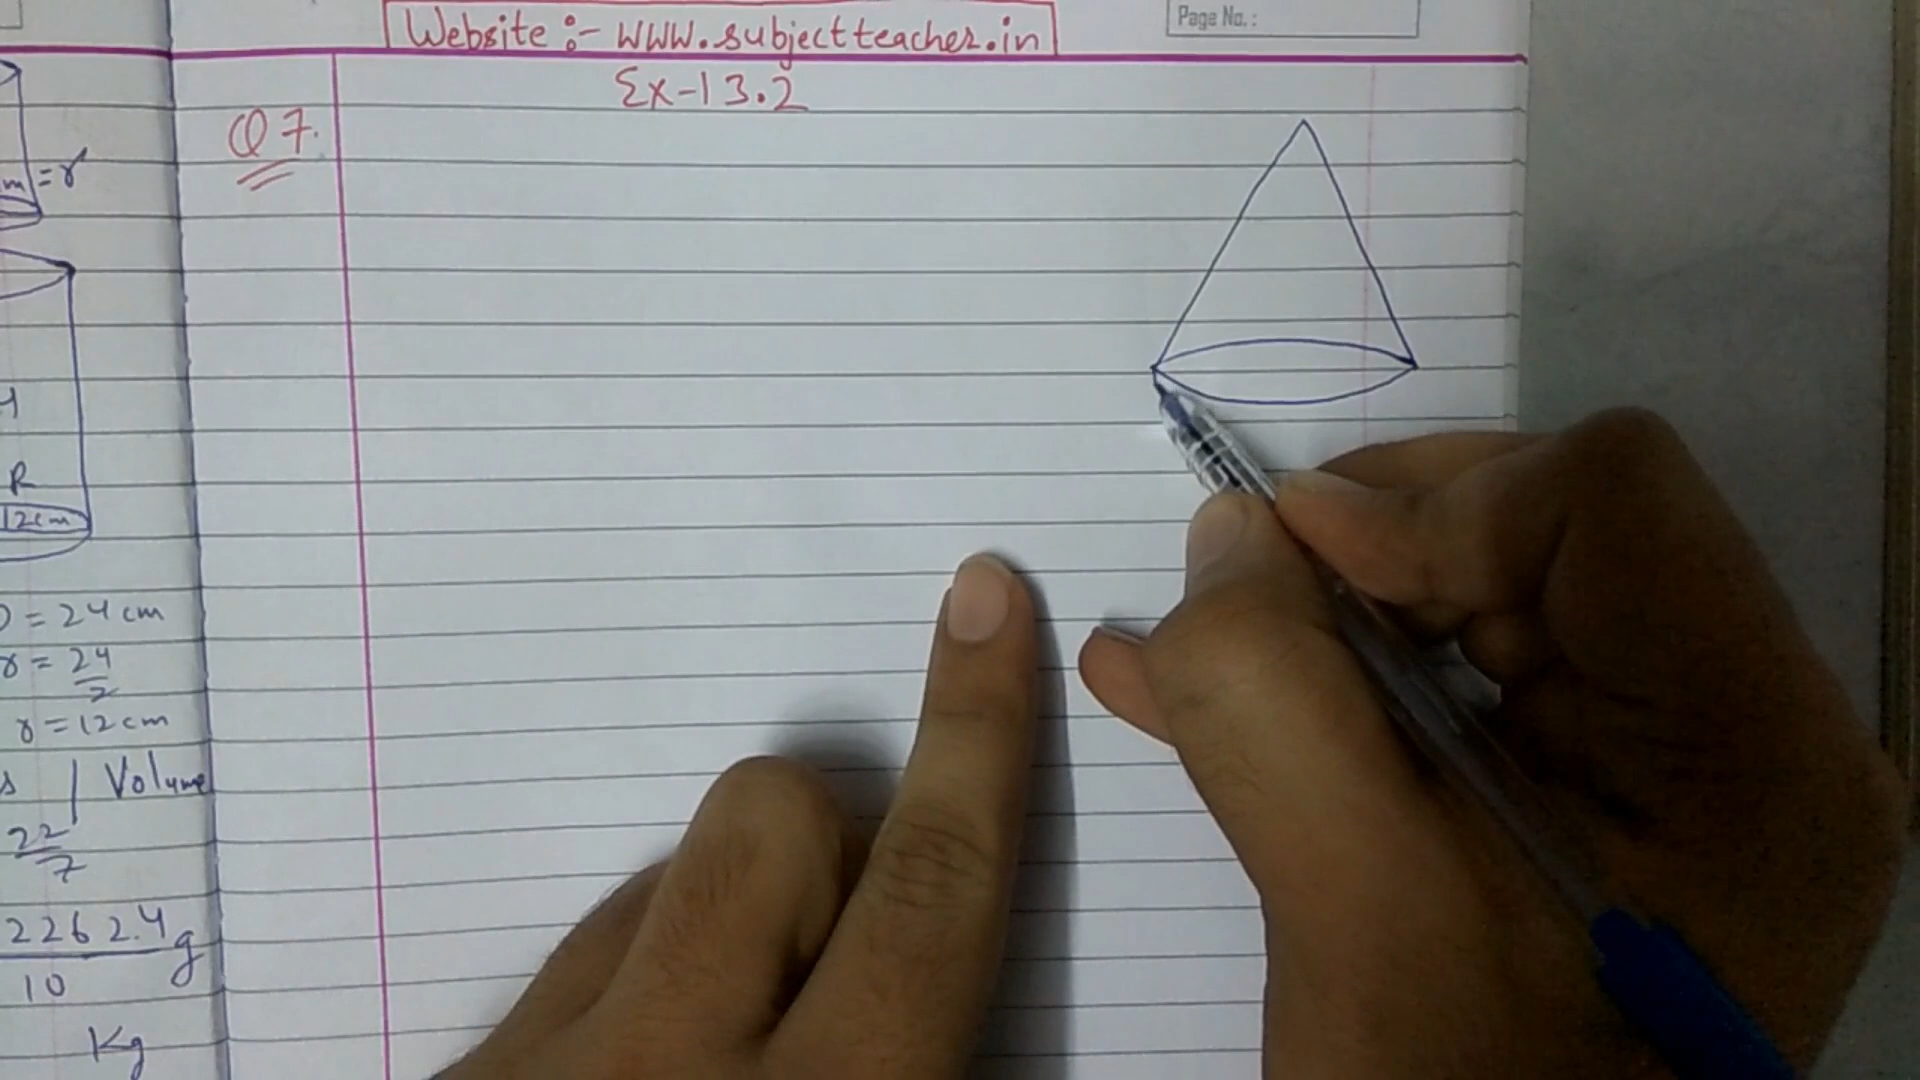 Website :- www.subjectteacher.in
Page No. :
Ex-13.2
Q7.
m = r
H
R
12cm
= 24 cm
r = 24
2
r = 12 cm
Volume
22
7
2262.4 g
10
Kg